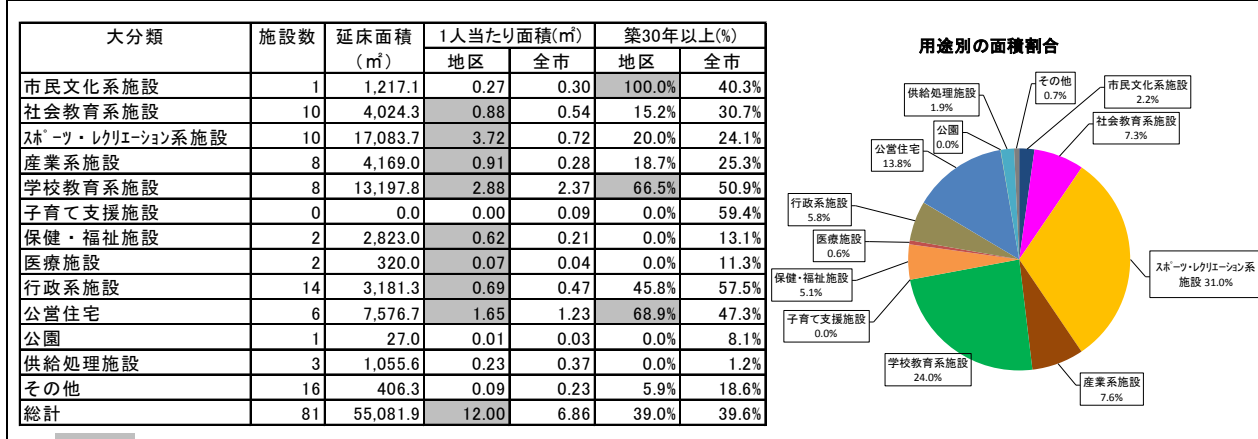 大分類 施設数 延床面積(㎡) 1人当たり面積(㎡) 築30年以上(%)
地区 全市 地区 全市
市民文化系施設 1 1,217.1 0.27 0.30 100.0% 40.3%
社会教育系施設 10 4,024.3 0.88 0.54 15.2% 30.7%
ｽﾎﾟｰﾂ・ﾚｸﾘｴｰｼｮﾝ系施設 10 17,083.7 3.72 0.72 20.0% 24.1%
産業系施設 8 4,169.0 0.91 0.28 18.7% 25.3%
学校教育系施設 8 13,197.8 2.88 2.37 66.5% 50.9%
子育て支援施設 0 0.0 0.00 0.09 0.0% 59.4%
保健・福祉施設 2 2,823.0 0.62 0.21 0.0% 13.1%
医療施設 2 320.0 0.07 0.04 0.0% 11.3%
行政系施設 14 3,181.3 0.69 0.47 45.8% 57.5%
公営住宅 6 7,576.7 1.65 1.23 68.9% 47.3%
公園 1 27.0 0.01 0.03 0.0% 8.1%
供給処理施設 3 1,055.6 0.23 0.37 0.0% 1.2%
その他 16 406.3 0.09 0.23 5.9% 18.6%
総計 81 55,081.9 12.00 6.86 39.0% 39.6%
用途別の面積割合
その他
0.7%
市民文化系施設
2.2%
社会教育系施設
7.3%
ｽﾎﾟｰﾂ・ﾚｸﾘｴｰｼｮﾝ系
施設 31.0%
産業系施設
7.6%
学校教育系施設
24.0%
子育て支援施設
0.0%
保健・福祉施設
5.1%
医療施設
0.6%
行政系施設
5.8%
公営住宅
13.8%
公園
0.0%
供給処理施設
1.9%